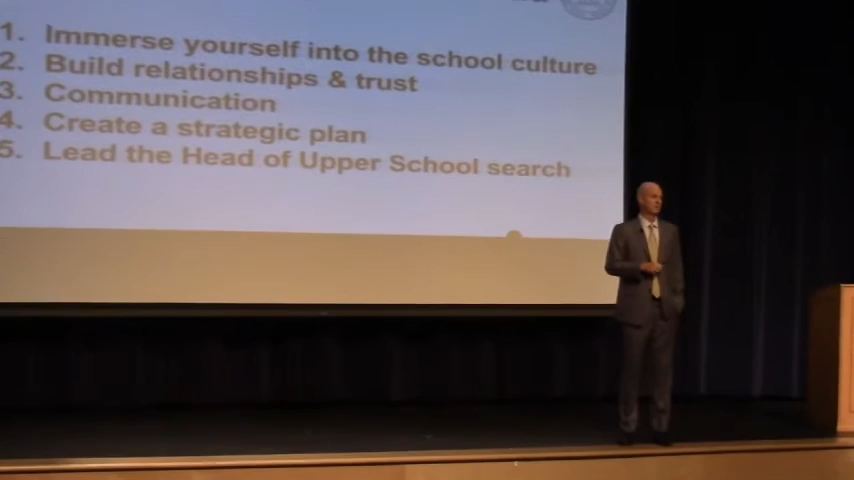 1. Immerse yourself into the school culture
2. Build relationships & trust
3. Communication
4. Create a strategic plan
5. Lead the Head of Upper School search